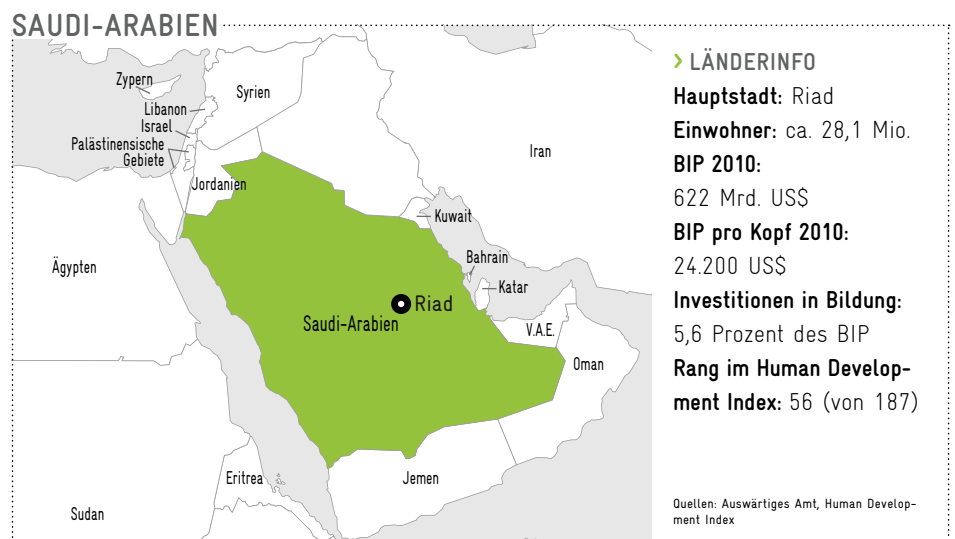 SAUDI-ARABIEN
Zypern
Syrien
Libanon
Israel
Palästinensische
Gebiete
Jordanien
Iran
Kuwait
Ägypten
Bahrain
Katar
Riad
Saudi-Arabien
V.A.E.
Oman
Eritrea
Jemen
Sudan
> LÄNDERINFO
Hauptstadt: Riad
Einwohner: ca. 28,1 Mio.
BIP 2010:
622 Mrd. US$
BIP pro Kopf 2010:
24.200 US$
Investitionen in Bildung:
5,6 Prozent des BIP
Rang im Human Develop-
ment Index: 56 (von 187)
Quellen: Auswärtiges Amt, Human Develop-
ment Index